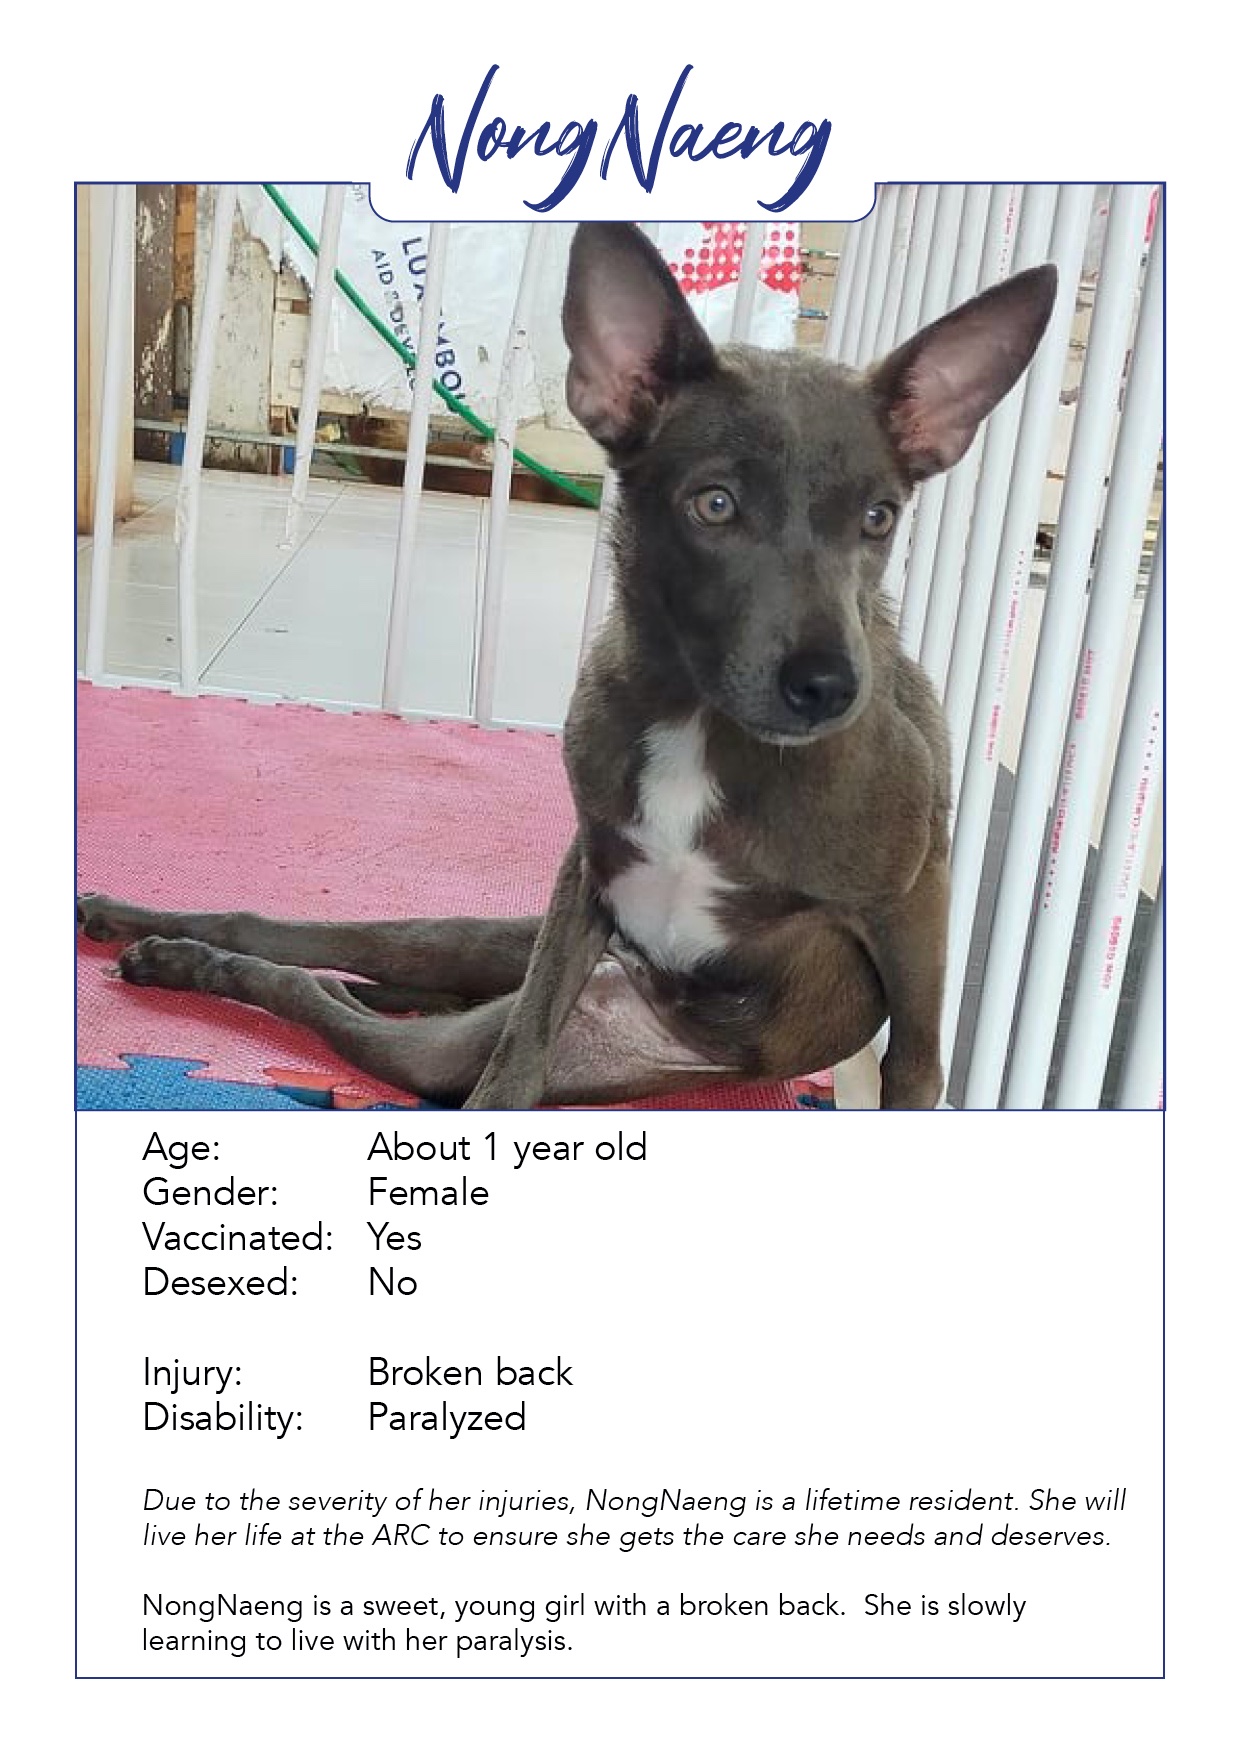 NongNaeng
AID & DEV
Age: About 1 year old
Gender: Female
Vaccinated: Yes
Desexed: No
Injury: Broken back
Disability: Paralyzed
Due to the severity of her injuries, NongNaeng is a lifetime resident. She will
live her life at the ARC to ensure she gets the care she needs and deserves.
NongNaeng is a sweet, young girl with a broken back.  She is slowly
learning to live with her paralysis.